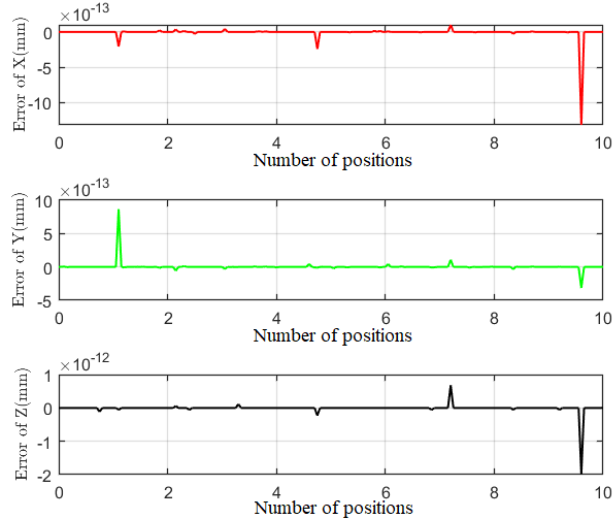 ×10^-13
0
-5
-10
Error of X(mm)
0 2 4 6 8 10
Number of positions
×10^-13
10
5
0
-5
Error of Y(mm)
0 2 4 6 8 10
Number of positions
×10^-12
1
0
-1
-2
Error of Z(mm)
0 2 4 6 8 10
Number of positions